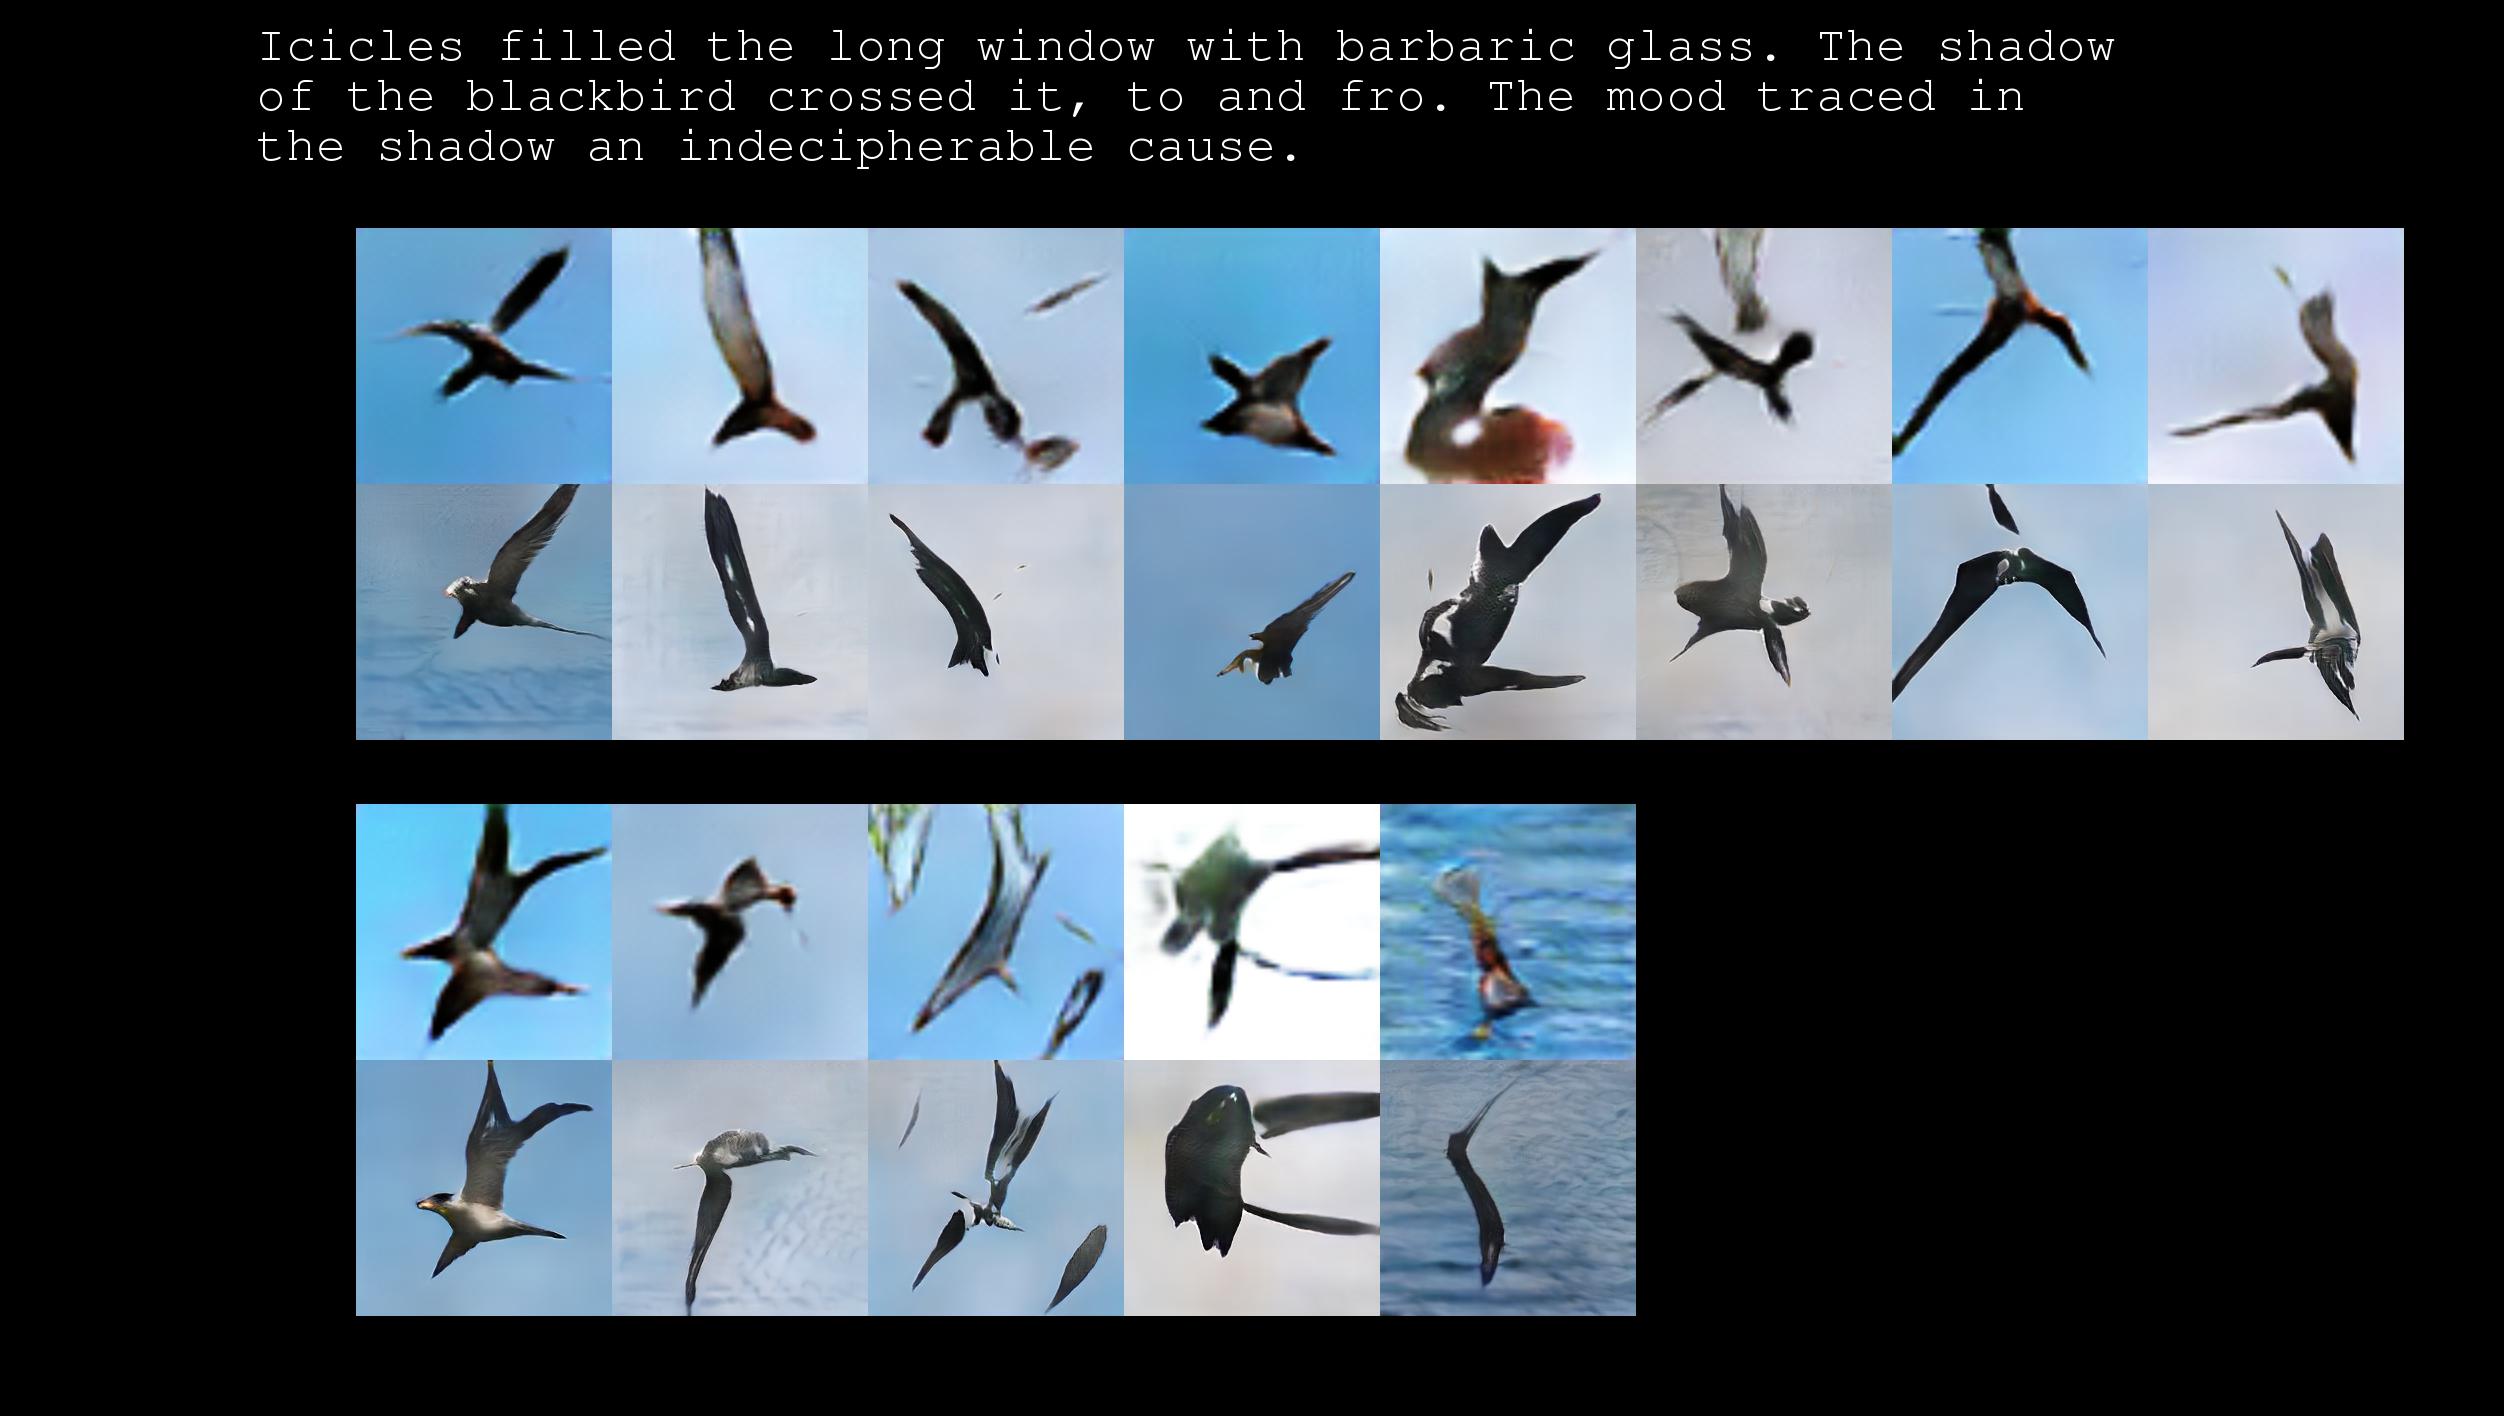 Icicles filled the long window with barbaric glass. The shadow
of the blackbird crossed it, to and fro. The mood traced in
the shadow an indecipherable cause.